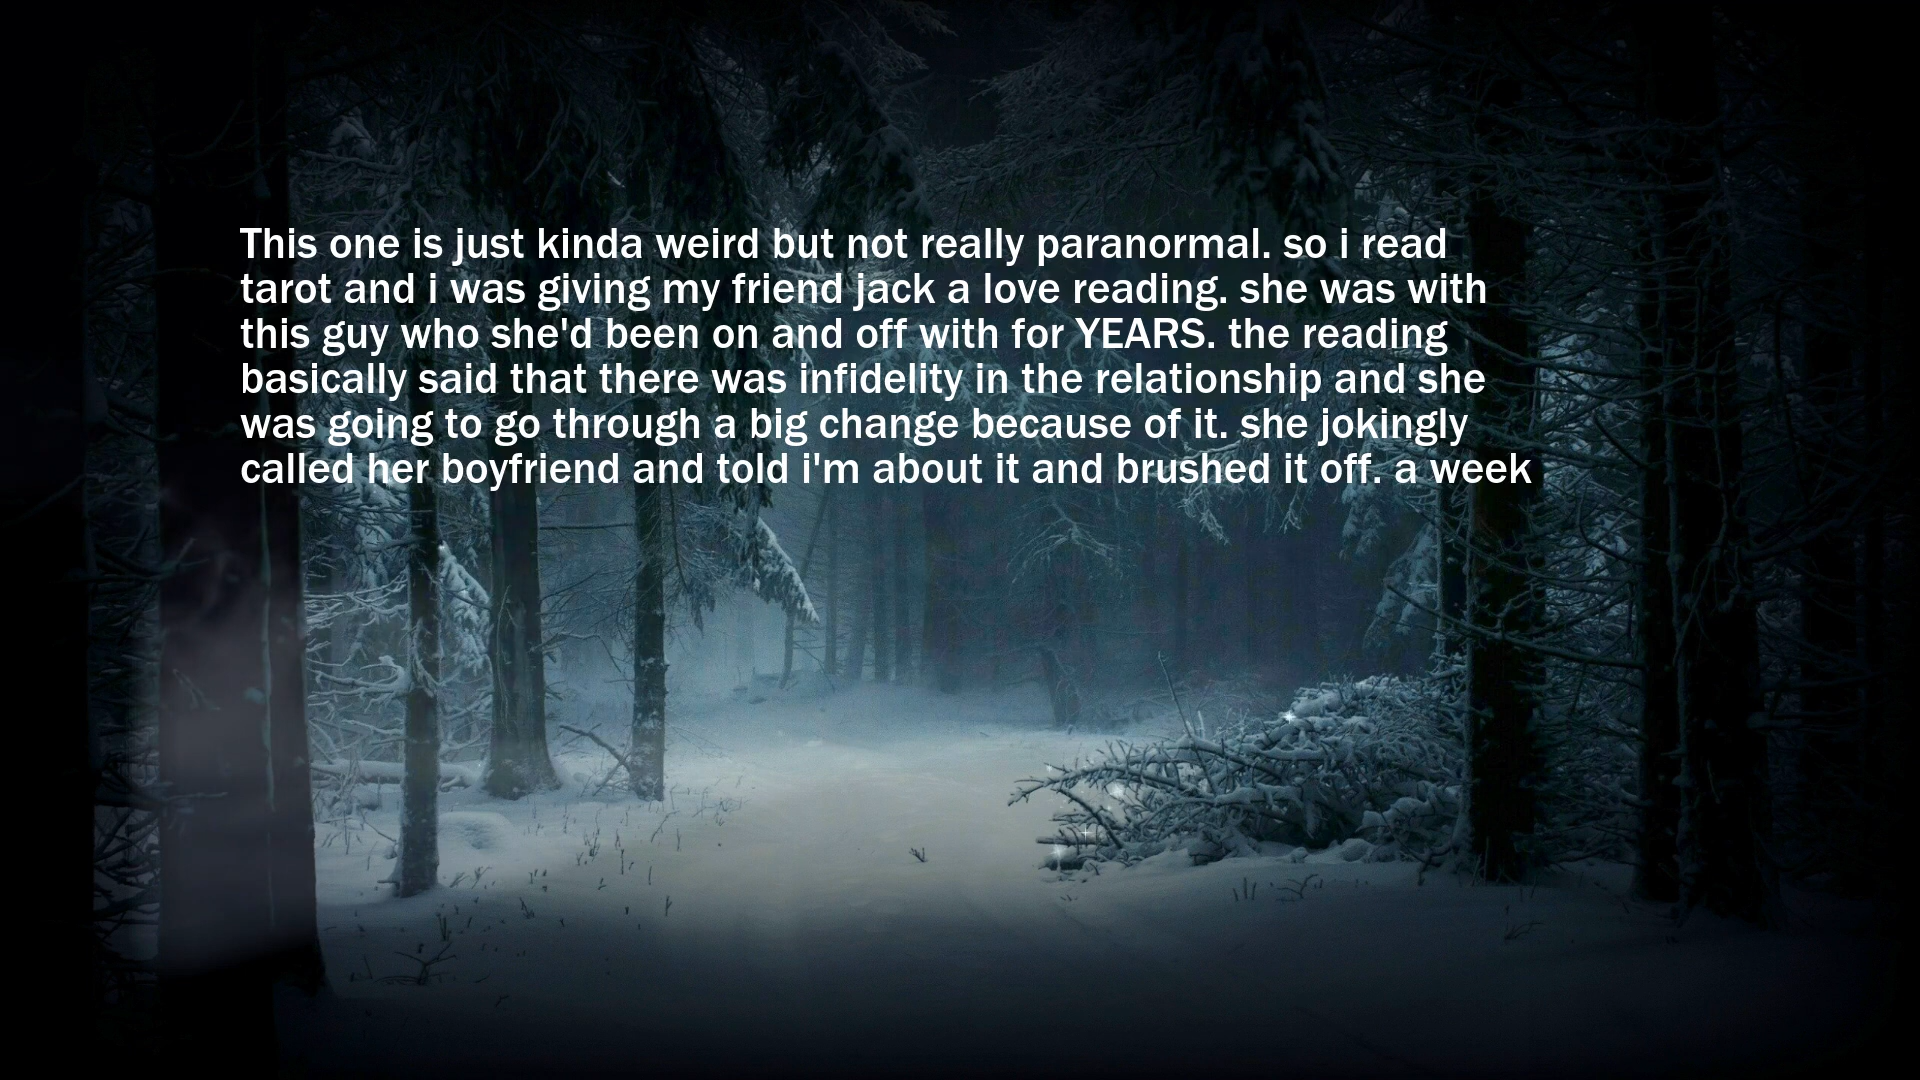 This one is just kinda weird but not really paranormal. so i read
tarot and i was giving my friend jack a love reading. she was with
this guy who she'd been on and off with for YEARS. the reading
basically said that there was infidelity in the relationship and she
was going to go through a big change because of it. she jokingly
called her boyfriend and told i'm about it and brushed it off. a week